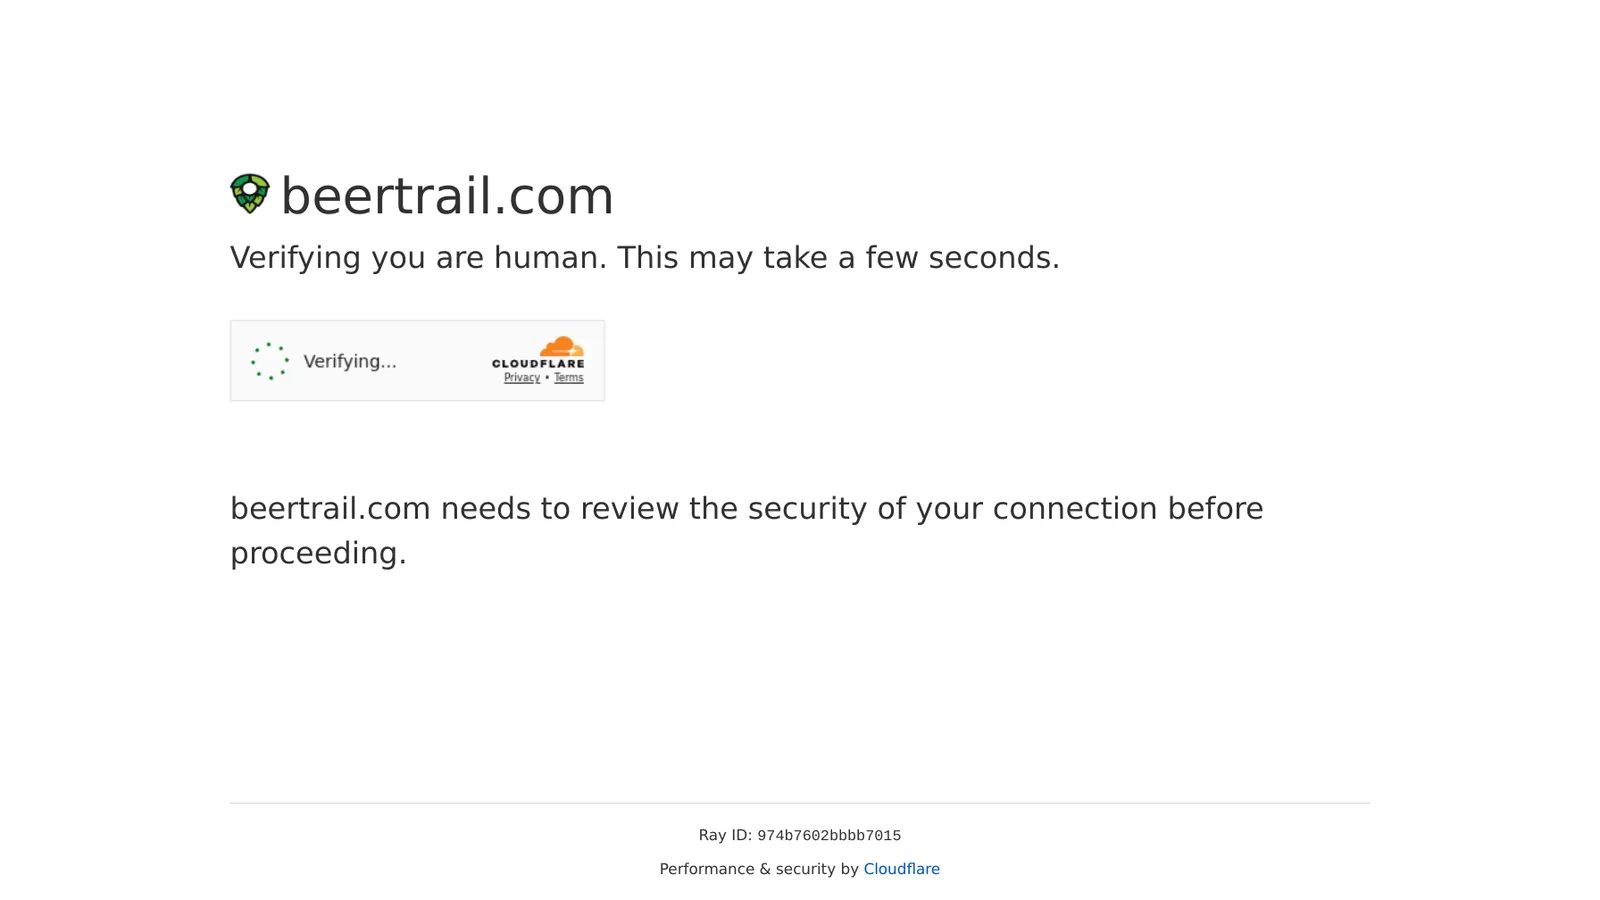 beertrail.com
Verifying you are human. This may take a few seconds.
Verifying...
CLOUDFLARE
Privacy • Terms
beertrail.com needs to review the security of your connection before
proceeding.
Ray ID: 974b7602bbbb7015
Performance & security by Cloudflare